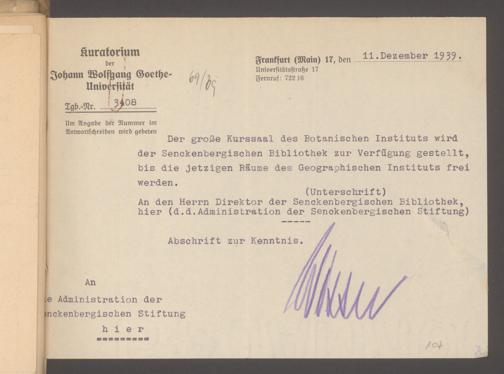 Kuratorium
der
Johann Wolfgang Goethe-
Universität
Tgb.-Nr. 3408
Um Angabe der Nummer im
Antwortschreiben wird gebeten
69/39
Frankfurt (Main) 17, den 11.Dezember 1939.
Universitätsstraße 17
Fernruf: 722 16
Der große Kurssaal des Botanischen Instituts wird
der Senckenbergischen Bibliothek zur Verfügung gestellt,
bis die jetzigen Räume des Geographischen Instituts frei
werden.
(Unterschrift)
An den Herrn Direktor der Senckenbergischen Bibliothek,
hier (d.d.Administration der Senckenbergischen Stiftung)
Abschrift zur Kenntnis.
An
e Administration der
enckenbergischen Stiftung
h i e r
104